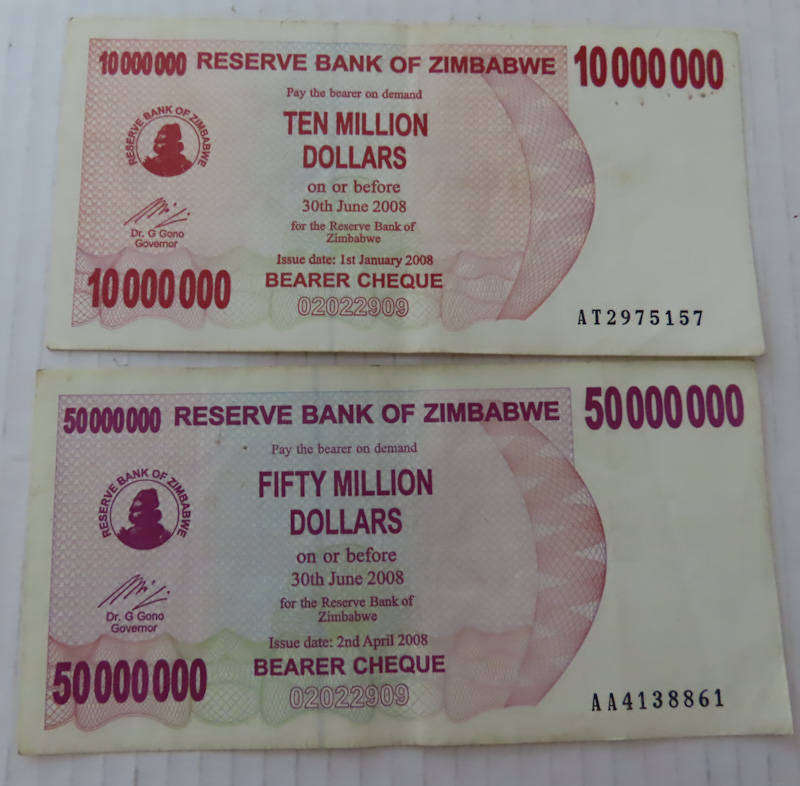 10 000 000 RESERVE BANK OF ZIMBABWE 10 000 000
Pay the bearer on demand
TEN MILLION
DOLLARS
RESERVE BANK OF ZIMBABWE
on or before
30th June 2008
for the Reserve Bank of
Zimbabwe
Dr. G Gono
Governor
Issue date: 1st January 2008
10 000 000
BEARER CHEQUE
02022909
AT2975157
50 000 000 RESERVE BANK OF ZIMBABWE 50 000 000
Pay the bearer on demand
FIFTY MILLION
DOLLARS
RESERVE BANK OF ZIMBABWE
on or before
30th June 2008
for the Reserve Bank of
Zimbabwe
Dr. G Gono
Governor
Issue date: 2nd April 2008
50 000 000
BEARER CHEQUE
02022909
AA4138861